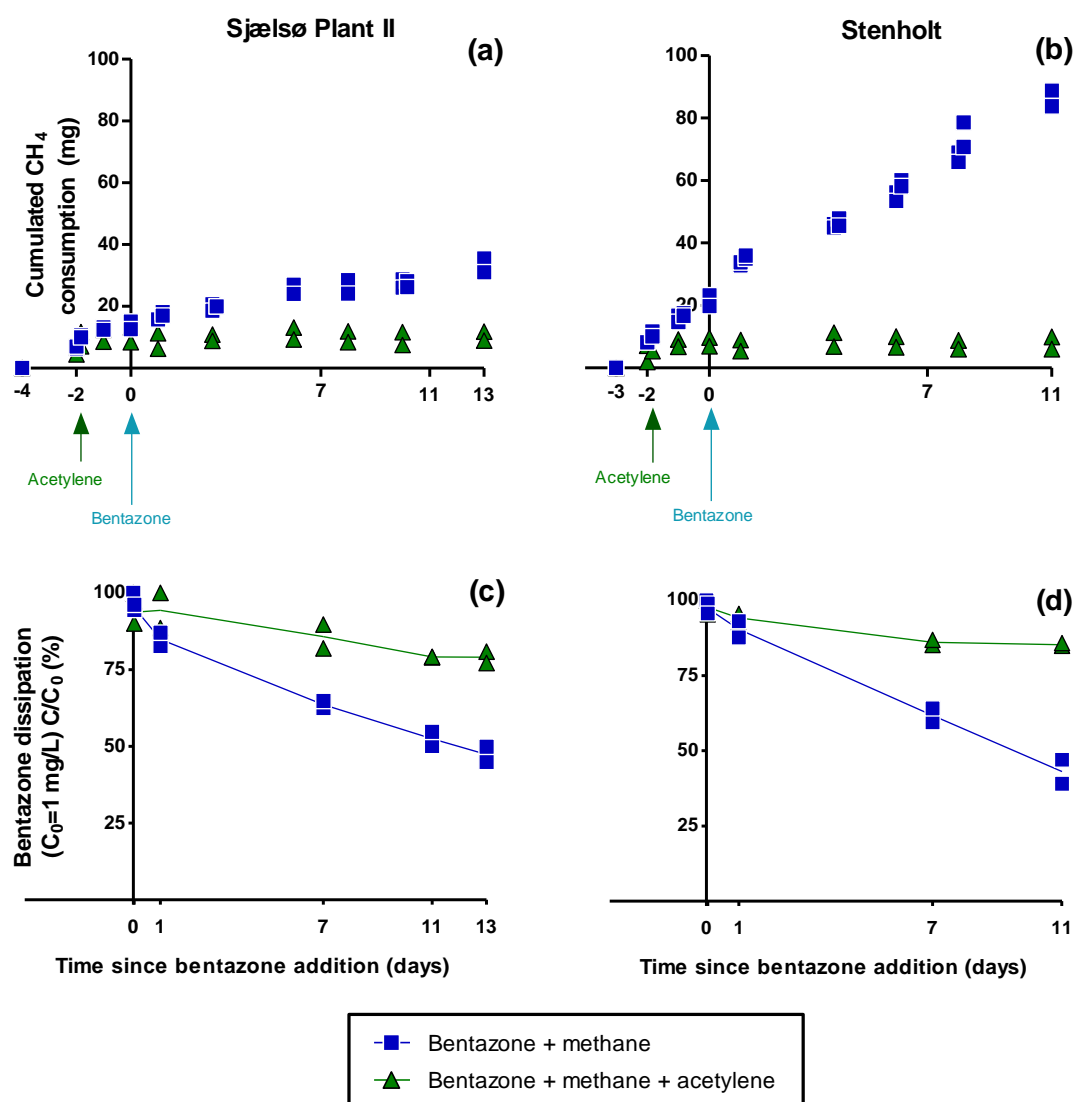 Sjælsø Plant II
(a)
Cumulated CH4
consumption (mg)
100
80
60
40
20
-4
-2
0
7
11
13
Acetylene
Bentazone
Stenholt
(b)
100
80
60
40
20
-3
-2
0
7
11
Acetylene
Bentazone
(c)
Bentazone dissipation
(C0=1 mg/L) C/C0 (%)
100
75
50
25
0
1
7
11
13
Time since bentazone addition (days)
(d)
100
75
50
25
0
1
7
11
Time since bentazone addition (days)
Bentazone + methane
Bentazone + methane + acetylene